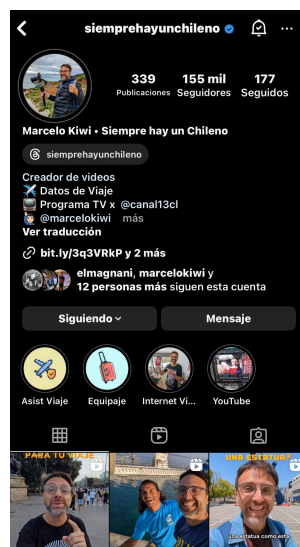 siemprehayunchileno
339
155 mil
177
Publicaciones
Seguidores
Seguidos
Marcelo Kiwi • Siempre hay un Chileno
siemprehayunchileno
Creador de videos
✈️ Datos de Viaje
📺 Programa TV x @canal13cl
🙋🏻‍♂️ @marcelokiwi más
Ver traducción
bit.ly/3q3VRkP y 2 más
elmagnani, marcelokiwi y
12 personas más siguen esta cuenta
Siguiendo
Mensaje
Asist Viaje
Equipaje
Internet Vi...
YouTube
PARA TU VIAJE
UNA ESTATUA?
una estatua como esta